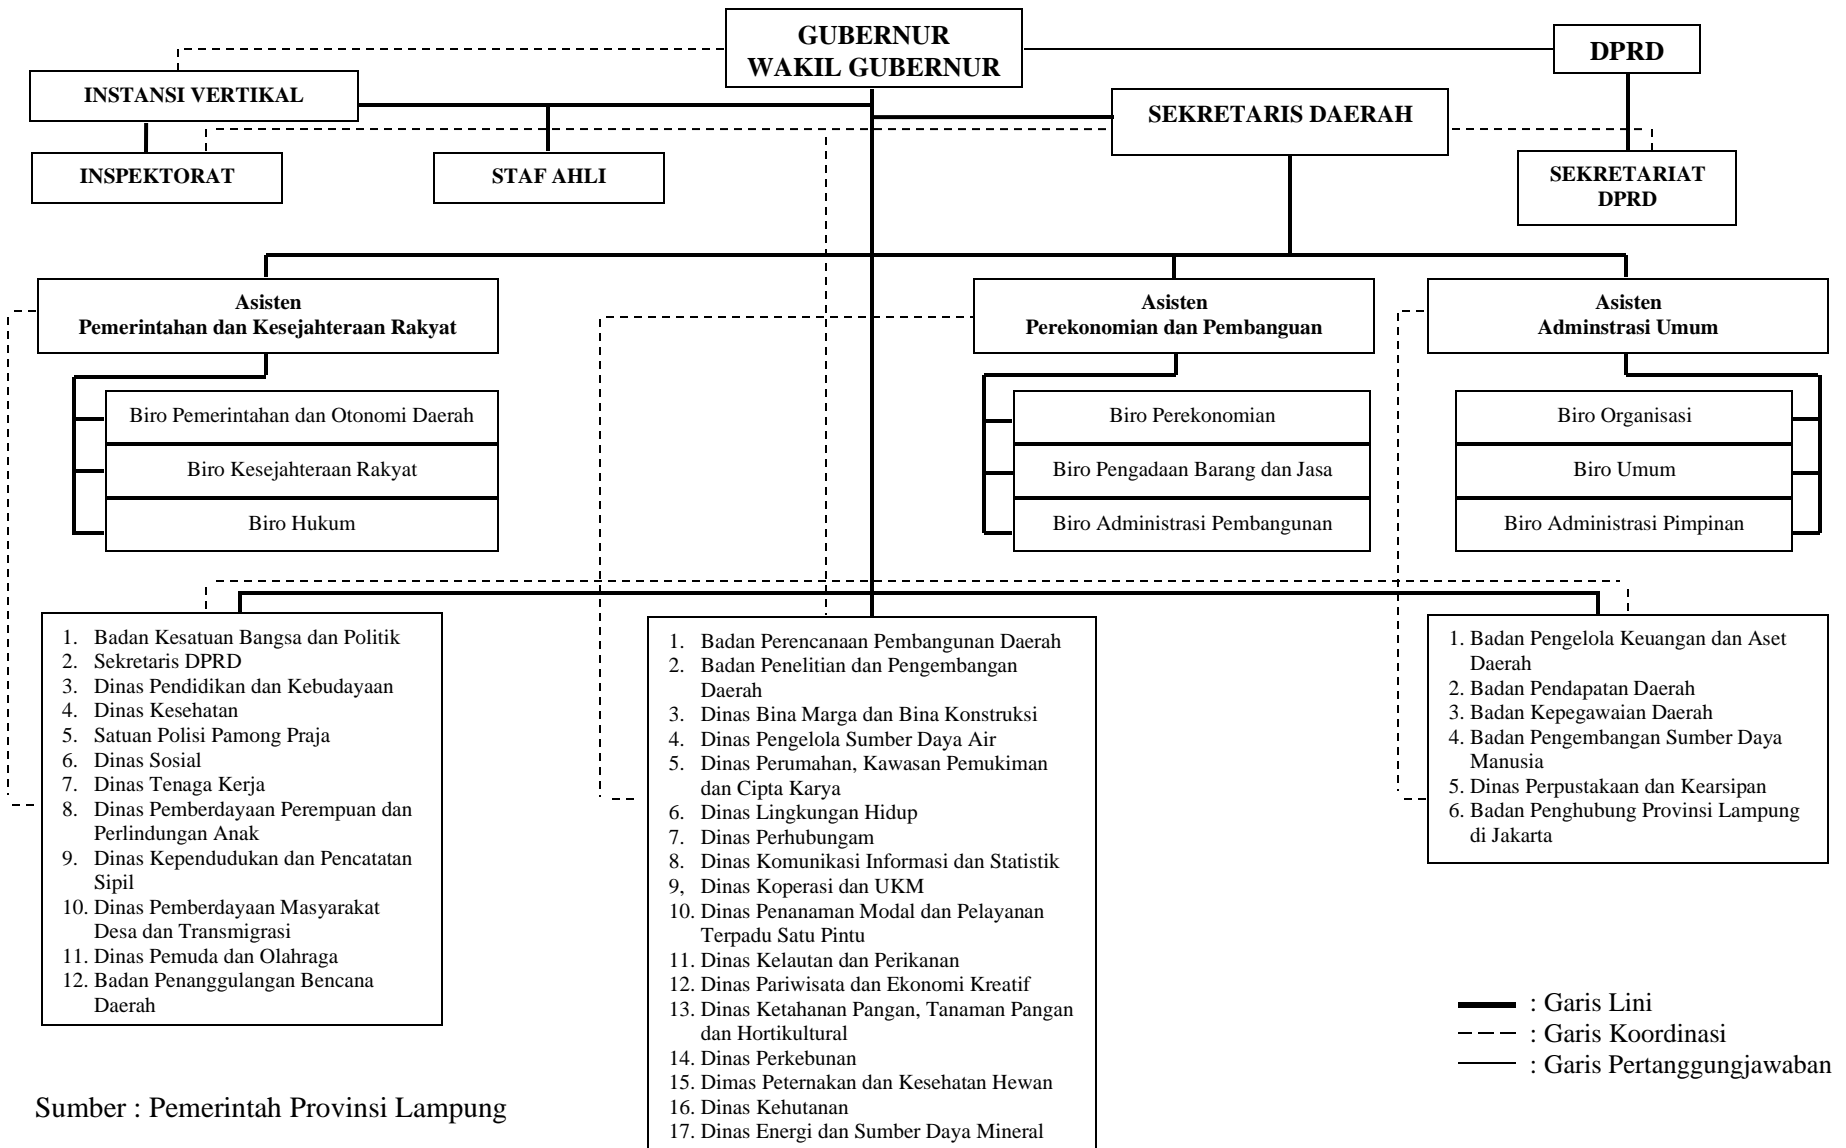 GUBERNUR
WAKIL GUBERNUR
DPRD
INSTANSI VERTIKAL
SEKRETARIS DAERAH
INSPEKTORAT
STAF AHLI
SEKRETARIAT
DPRD
Asisten
Pemerintahan dan Kesejahteraan Rakyat
Asisten
Perekonomian dan Pembanguan
Asisten
Adminstrasi Umum
Biro Pemerintahan dan Otonomi Daerah
Biro Kesejahteraan Rakyat
Biro Hukum
Biro Perekonomian
Biro Pengadaan Barang dan Jasa
Biro Administrasi Pembangunan
Biro Organisasi
Biro Umum
Biro Administrasi Pimpinan
1. Badan Kesatuan Bangsa dan Politik
2. Sekretaris DPRD
3. Dinas Pendidikan dan Kebudayaan
4. Dinas Kesehatan
5. Satuan Polisi Pamong Praja
6. Dinas Sosial
7. Dinas Tenaga Kerja
8. Dinas Pemberdayaan Perempuan dan
Perlindungan Anak
9. Dinas Kependudukan dan Pencatatan
Sipil
10. Dinas Pemberdayaan Masyarakat
Desa dan Transmigrasi
11. Dinas Pemuda dan Olahraga
12. Badan Penanggulangan Bencana
Daerah
1. Badan Perencanaan Pembangunan Daerah
2. Badan Penelitian dan Pengembangan
Daerah
3. Dinas Bina Marga dan Bina Konstruksi
4. Dinas Pengelola Sumber Daya Air
5. Dinas Perumahan, Kawasan Pemukiman
dan Cipta Karya
6. Dinas Lingkungan Hidup
7. Dinas Perhubungam
8. Dinas Komunikasi Informasi dan Statistik
9, Dinas Koperasi dan UKM
10. Dinas Penanaman Modal dan Pelayanan
Terpadu Satu Pintu
11. Dinas Kelautan dan Perikanan
12. Dinas Pariwisata dan Ekonomi Kreatif
13. Dinas Ketahanan Pangan, Tanaman Pangan
dan Hortikultural
14. Dinas Perkebunan
15. Dimas Peternakan dan Kesehatan Hewan
16. Dinas Kehutanan
17. Dinas Energi dan Sumber Daya Mineral
1. Badan Pengelola Keuangan dan Aset
Daerah
2. Badan Pendapatan Daerah
3. Badan Kepegawaian Daerah
4. Badan Pengembangan Sumber Daya
Manusia
5. Dinas Perpustakaan dan Kearsipan
6. Badan Penghubung Provinsi Lampung
di Jakarta
: Garis Lini
: Garis Koordinasi
: Garis Pertanggungjawaban
Sumber : Pemerintah Provinsi Lampung